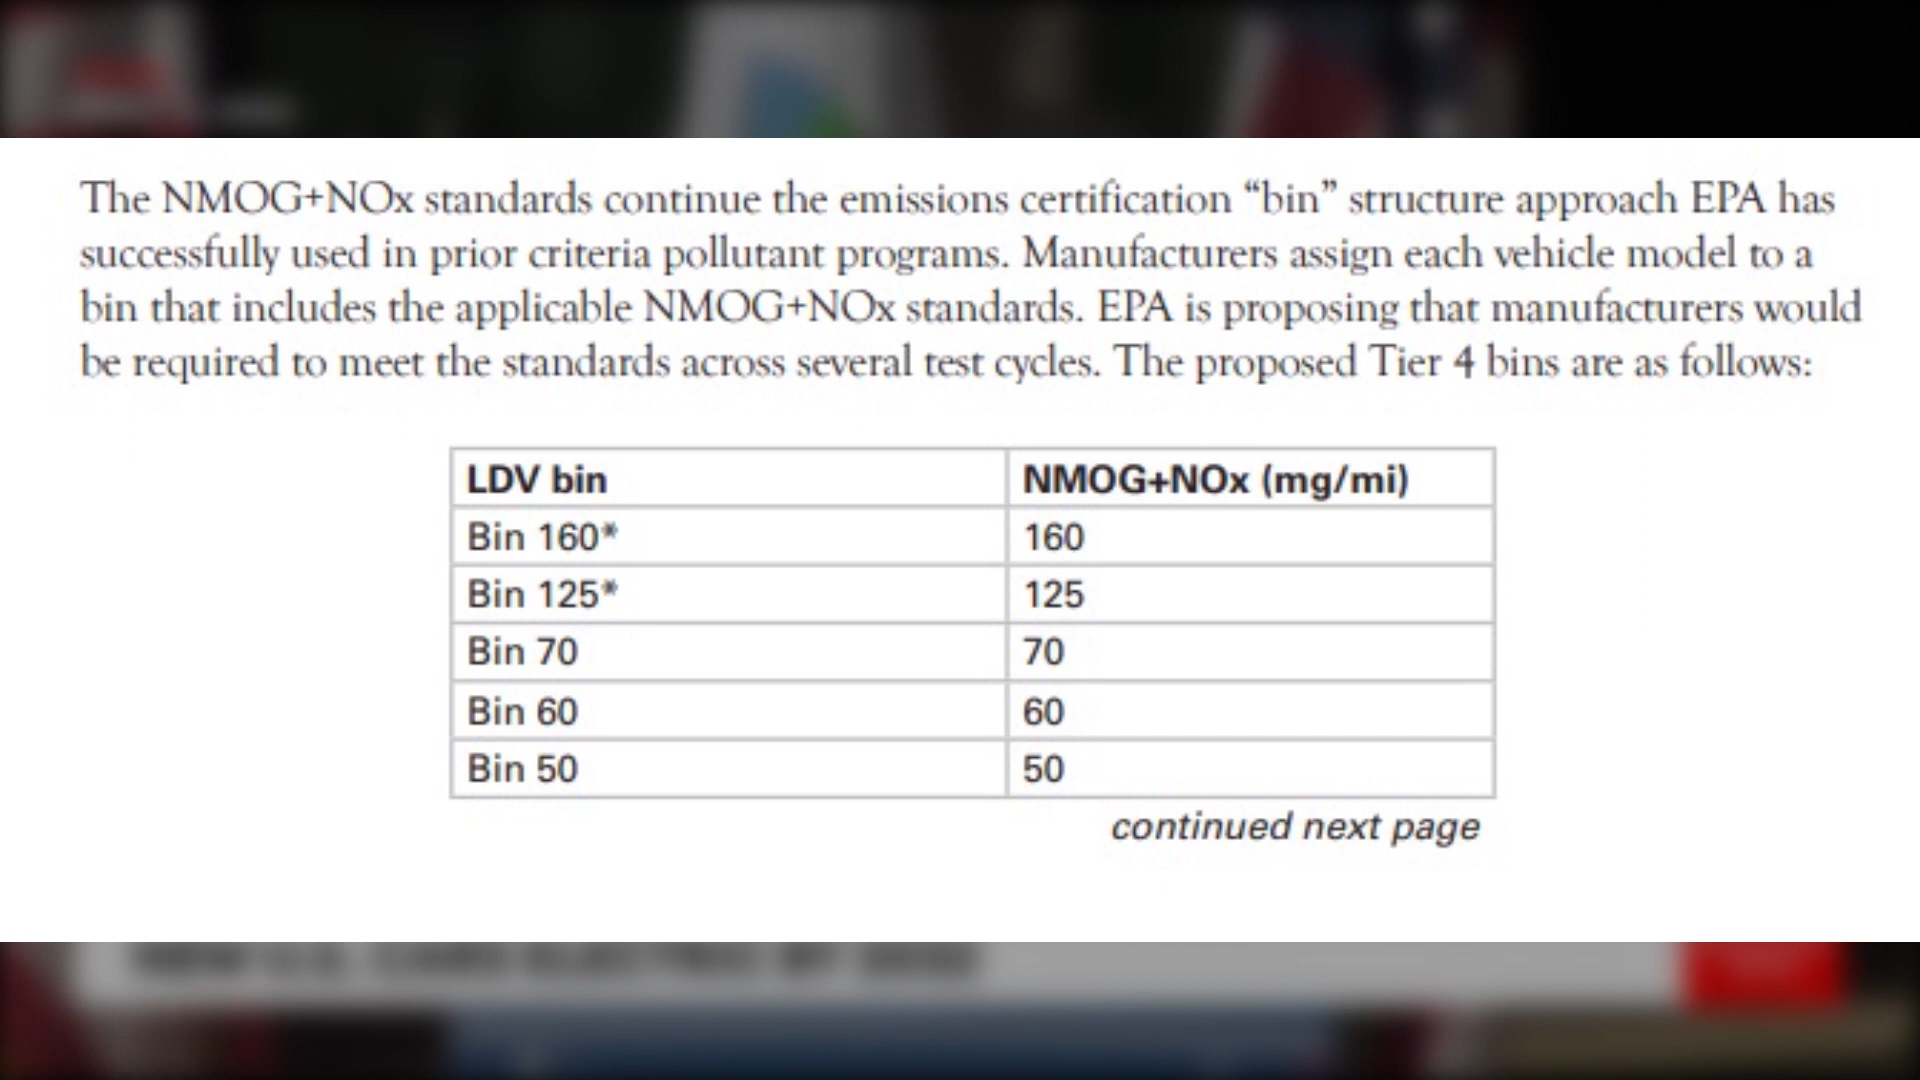 The NMOG+NOx standards continue the emissions certification “bin” structure approach EPA has
successfully used in prior criteria pollutant programs. Manufacturers assign each vehicle model to a
bin that includes the applicable NMOG+NOx standards. EPA is proposing that manufacturers would
be required to meet the standards across several test cycles. The proposed Tier 4 bins are as follows:
LDV bin NMOG+NOx (mg/mi)
Bin 160* 160
Bin 125* 125
Bin 70 70
Bin 60 60
Bin 50 50
continued next page